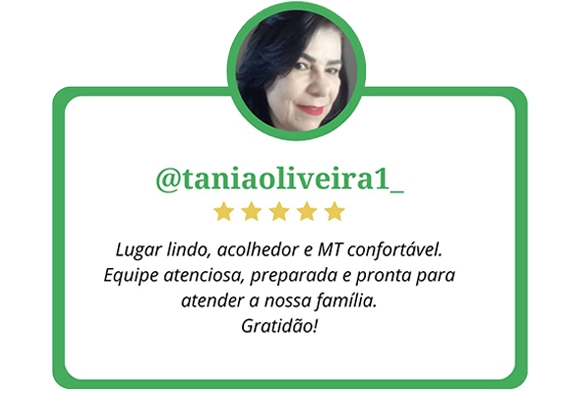 @taniaoliveira1_
Lugar lindo, acolhedor e MT confortável.
Equipe atenciosa, preparada e pronta para
atender a nossa família.
Gratidão!